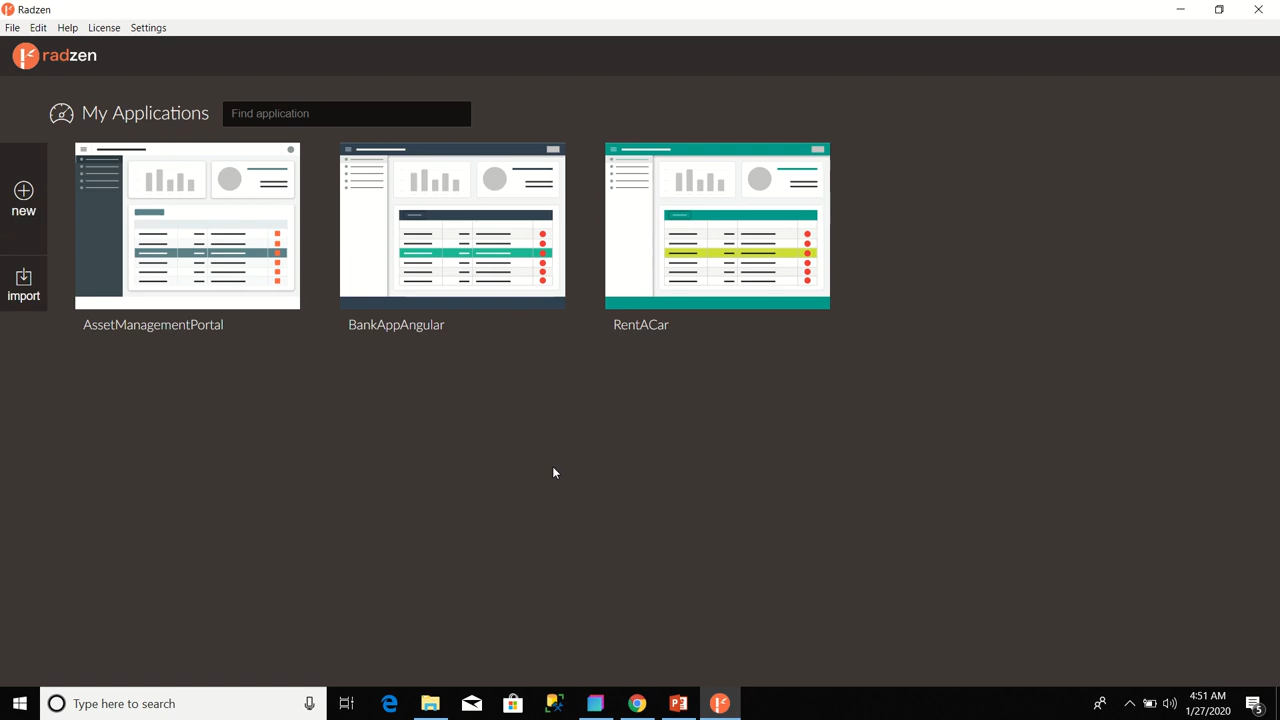 Radzen
File Edit Help License Settings
radzen
My Applications Find application
new
import
AssetManagementPortal BankAppAngular RentACar
Type here to search
4:51 AM
1/27/2020
5